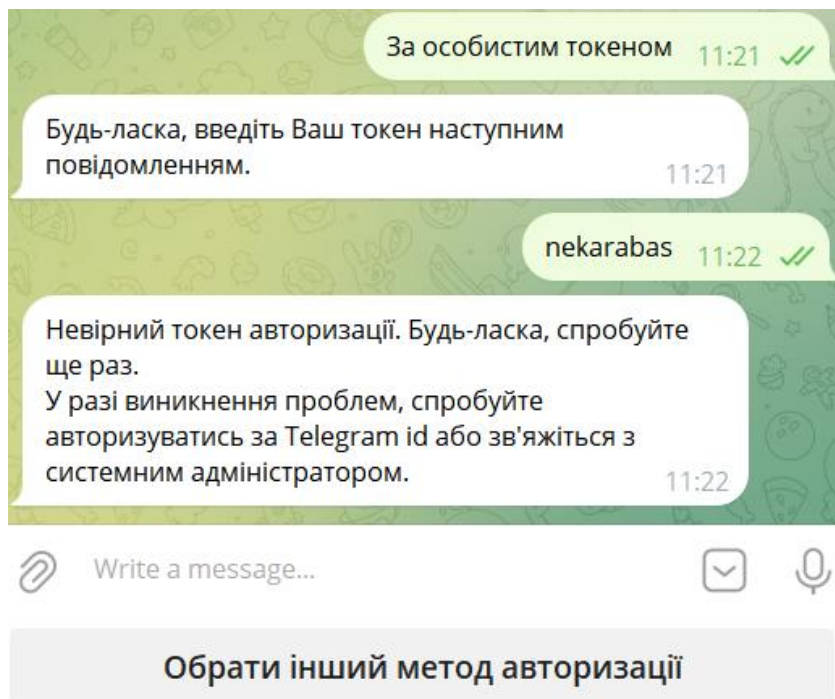 За особистим токеном 11:21
Будь-ласка, введіть Ваш токен наступним
повідомленням.
11:21
nekarabas 11:22
Невірний токен авторизації. Будь-ласка, спробуйте
ще раз.
У разі виникнення проблем, спробуйте
авторизуватись за Telegram id або зв'яжіться з
системним адміністратором.
11:22
Write a message...
Обрати інший метод авторизації